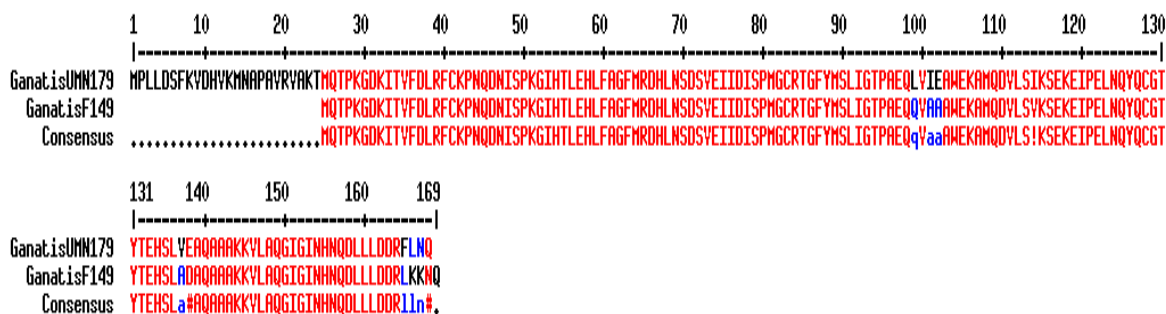 1 10 20 30 40 50 60 70 80 90 100 110 120 130
|--------+---------+---------+---------+---------+---------+---------+---------+---------+---------+---------+---------+---------|
GanatisUMN179 MPLLDSFKVDHVKMNAPAVRVAKTMQTPKGDKITVFDLRFCKPNQDNISPKGIHTLEHLFAGFMRDHLNSDSVEIIDISPMGCRTGFYMSLIGTPAEQLVIEAWEKAMQDVLSIKSEKEIPELNQYQCGT
GanatisF149 MQTPKGDKITVFDLRFCKPNQDNISPKGIHTLEHLFAGFMRDHLNSDSVEIIDISPMGCRTGFYMSLIGTPAEQQVAAAWEKAMQDVLSVKSEKEIPELNQYQCGT
Consensus ........................MQTPKGDKITVFDLRFCKPNQDNISPKGIHTLEHLFAGFMRDHLNSDSVEIIDISPMGCRTGFYMSLIGTPAEQqVaaAWEKAMQDVLS!KSEKEIPELNQYQCGT
131 140 150 160 169
|--------+---------+---------+--------|
GanatisUMN179 YTEHSLVEAQAAAKKVLAQGIGINHNQDLLLDDRFLNQ
GanatisF149 YTEHSLADAQAAAKKVLAQGIGINHNQDLLLDDRLKKNQ
Consensus YTEHSLa#AQAAAKKVLAQGIGINHNQDLLLDDRlln#.